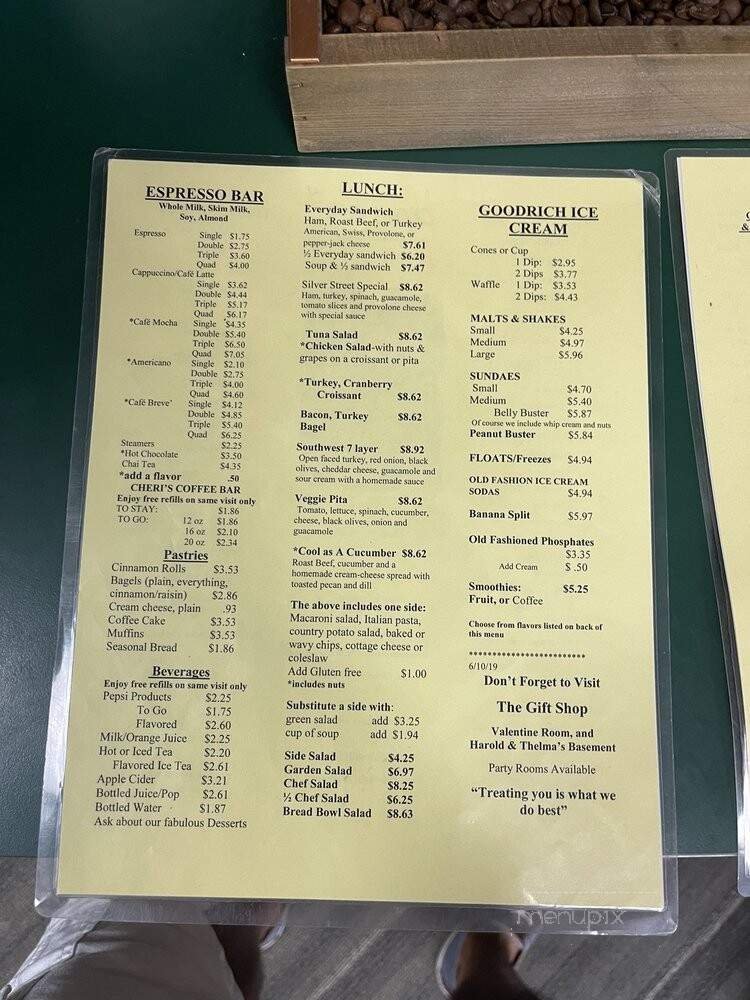 ESPRESSO BAR
Whole Milk, Skim Milk,
Soy, Almond
Espresso Single $1.75
Double $2.75
Triple $3.60
Quad $4.00
Cappuccino/Café Latte
Single $3.62
Double $4.44
Triple $5.17
Quad $6.17
*Café Mocha Single $4.35
Double $5.40
Triple $6.50
Quad $7.05
*Americano Single $2.10
Double $2.75
Triple $4.00
Quad $4.60
*Café Breve' Single $4.12
Double $4.85
Triple $5.40
Quad $6.25
Steamers $2.25
*Hot Chocolate $3.50
Chai Tea $4.35
*add a flavor .50
CHERI'S COFFEE BAR
Enjoy free refills on same visit only
TO STAY: $1.86
TO GO: 12 oz $1.86
16 oz $2.10
20 oz $2.34
Pastries
Cinnamon Rolls $3.53
Bagels (plain, everything,
cinnamon/raisin) $2.86
Cream cheese, plain .93
Coffee Cake $3.53
Muffins $3.53
Seasonal Bread $1.86
Beverages
Enjoy free refills on same visit only
Pepsi Products $2.25
To Go $1.75
Flavored $2.60
Milk/Orange Juice $2.25
Hot or Iced Tea $2.20
Flavored Ice Tea $2.61
Apple Cider $3.21
Bottled Juice/Pop $2.61
Bottled Water $1.87
Ask about our fabulous Desserts
LUNCH:
Everyday Sandwich
Ham, Roast Beef, or Turkey
American, Swiss, Provolone, or
pepper-jack cheese $7.61
½ Everyday sandwich $6.20
Soup & ½ sandwich $7.47
Silver Street Special $8.62
Ham, turkey, spinach, guacamole,
tomato slices and provolone cheese
with special sauce
Tuna Salad $8.62
*Chicken Salad-with nuts &
grapes on a croissant or pita
*Turkey, Cranberry
Croissant $8.62
Bacon, Turkey $8.62
Bagel
Southwest 7 layer $8.92
Open faced turkey, red onion, black
olives, cheddar cheese, guacamole and
sour cream with a homemade sauce
Veggie Pita $8.62
Tomato, lettuce, spinach, cucumber,
cheese, black olives, onion and
guacamole
*Cool as A Cucumber $8.62
Roast Beef, cucumber and a
homemade cream-cheese spread with
toasted pecan and dill
The above includes one side:
Macaroni salad, Italian pasta,
country potato salad, baked or
wavy chips, cottage cheese or
coleslaw
Add Gluten free $1.00
*includes nuts
Substitute a side with:
green salad add $3.25
cup of soup add $1.94
Side Salad $4.25
Garden Salad $6.97
Chef Salad $8.25
½ Chef Salad $6.25
Bread Bowl Salad $8.63
GOODRICH ICE
CREAM
Cones or Cup
1 Dip: $2.95
2 Dips $3.77
Waffle 1 Dip: $3.53
2 Dips: $4.43
MALTS & SHAKES
Small $4.25
Medium $4.97
Large $5.96
SUNDAES
Small $4.70
Medium $5.40
Belly Buster $5.87
Of course we include whip cream and nuts
Peanut Buster $5.84
FLOATS/Freezes $4.94
OLD FASHION ICE CREAM
SODAS $4.94
Banana Split $5.97
Old Fashioned Phosphates
$3.35
Add Cream $ .50
Smoothies: $5.25
Fruit, or Coffee
Choose from flavors listed on back of
this menu
*************************
6/10/19
Don't Forget to Visit
The Gift Shop
Valentine Room, and
Harold & Thelma's Basement
Party Rooms Available
"Treating you is what we
do best"
menupix